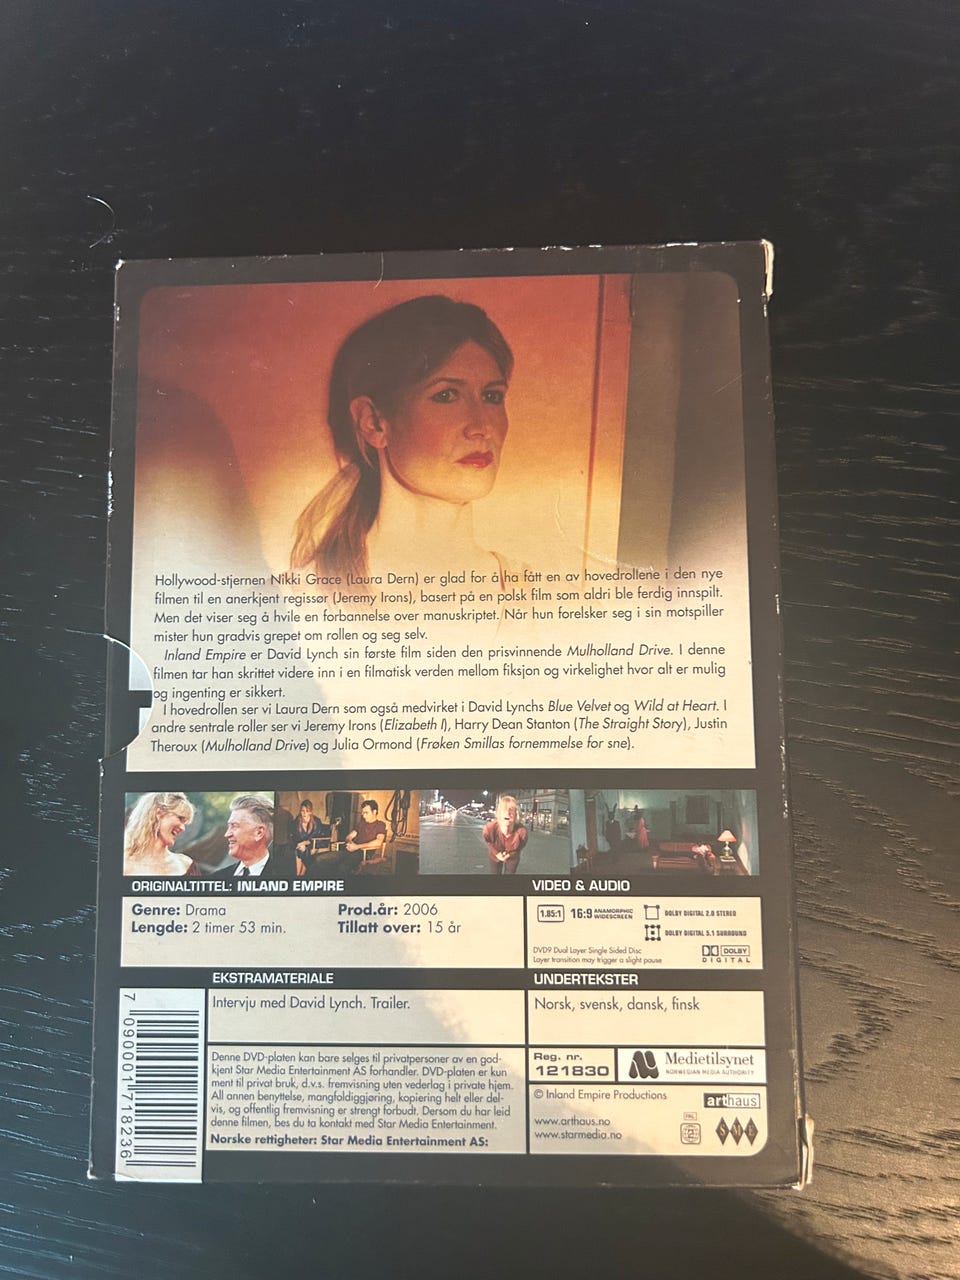 Hollywood-stjernen Nikki Grace (Laura Dern) er glad for å ha fått en av hovedrollene i den nye
filmen til en anerkjent regissør (Jeremy Irons), basert på en polsk film som aldri ble ferdig innspilt.
Men det viser seg å hvile en forbannelse over manuskriptet. Når hun forelsker seg i sin motspiller
mister hun gradvis grepet om rollen og seg selv.
Inland Empire er David Lynch sin første film siden den prisvinnende Mulholland Drive. I denne
filmen tar han skrittet videre inn i en filmatisk verden mellom fiksjon og virkelighet hvor alt er mulig
og ingenting er sikkert.
I hovedrollen ser vi Laura Dern som også medvirket i David Lynchs Blue Velvet og Wild at Heart. I
andre sentrale roller ser vi Jeremy Irons (Elizabeth I), Harry Dean Stanton (The Straight Story), Justin
Theroux (Mulholland Drive) og Julia Ormond (Frøken Smillas fornemmelse for sne).
ORIGINALTITTEL: INLAND EMPIRE
Genre: Drama
Prod.år: 2006
Lengde: 2 timer 53 min.
Tillatt over: 15 år
VIDEO & AUDIO
1.85:1
16:9 ANAMORPHIC
WIDESCREEN
DOLBY DIGITAL 2.0 STEREO
DOLBY DIGITAL 5.1 SURROUND
DVD9 Dual Layer Single Sided Disc
Layer transition may trigger a slight pause
DOLBY
DIGITAL
EKSTRAMATERIALE
Intervju med David Lynch. Trailer.
UNDERTEKSTER
Norsk, svensk, dansk, finsk
7 090001 718236
Denne DVD-platen kan bare selges til privatpersoner av en god-
kjent Star Media Entertainment AS forhandler. DVD-platen er kun
ment til privat bruk, d.v.s. fremvisning uten vederlag i private hjem.
All annen benyttelse, mangfoldiggjøring, kopiering helt eller del-
vis, og offentlig fremvisning er strengt forbudt. Dersom du har leid
denne filmen, bes du ta kontakt med Star Media Entertainment.
Norske rettigheter: Star Media Entertainment AS:
Reg. nr.
121830
Medietilsynet
NORWEGIAN MEDIA AUTHORITY
© Inland Empire Productions
arthaus
www.arthaus.no
www.starmedia.no
PAL
2
SME